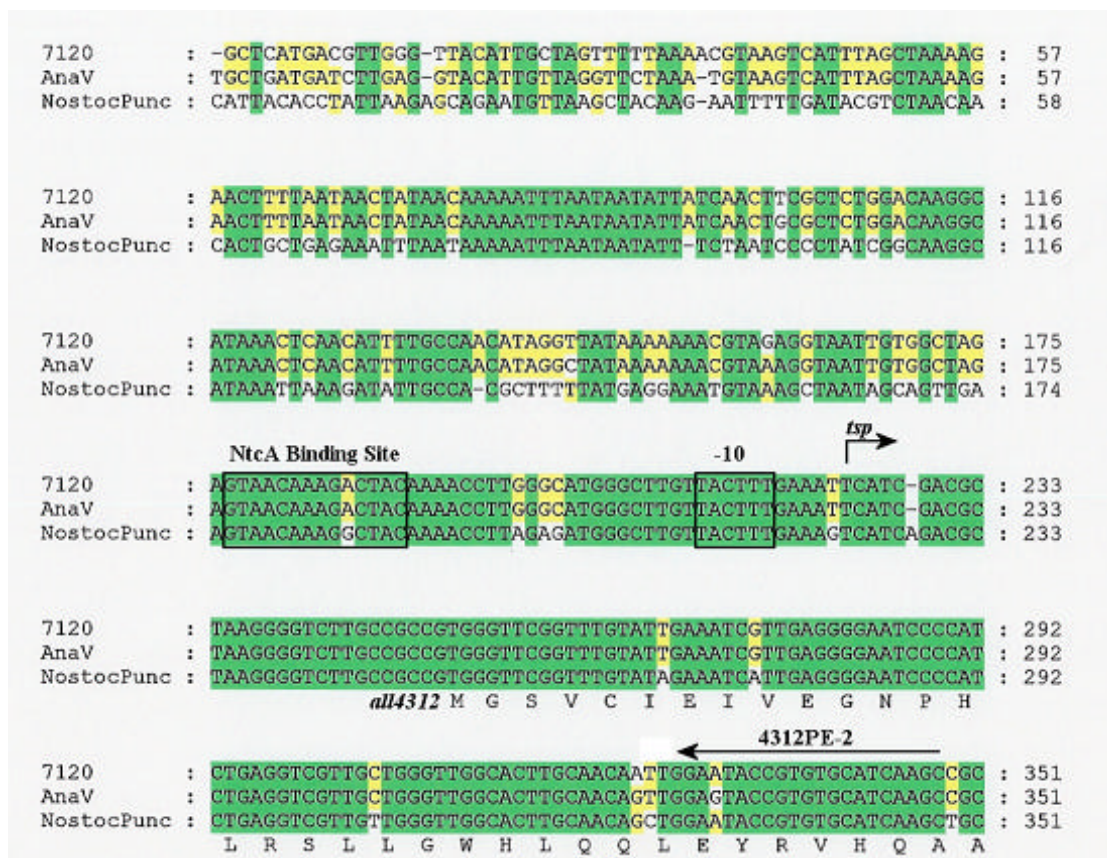 7120 : -GCTCATGACGTTGGG-TTACATTGCTAGTTTTTAAAACGTAAGTCATTTAGCTAAAAG : 57
AnaV : TGCTGATGATCTTGAG-GTACATTGTTAGGTTCTAAA-TGTAAGTCATTTAGCTAAAAG : 57
NostocPunc : CATTACACCTATTAAGAGCAGAATGTTAAGCTACAAG-AATTTTTGATACGTCTAACAA : 58
7120 : AACTTTTAATAACTATAACAAAAATTTAATAATATTATCAACTTCGCTCTGGACAAGGC : 116
AnaV : AACTTTTAATAACTATAACAAAAATTTAATAATATTATCAACTGCGCTCTGGACAAGGC : 116
NostocPunc : CACTGCTGAGAAATTTAATAAAAATTTAATAATATT-TCTAATCCCCTATCGGCAAGGC : 116
7120 : ATAAACTCAACATTTTGCCAACATAGGTTATAAAAAAAACGTAGAGGTAATTGTGGCTAG : 175
AnaV : ATAAACTCAACATTTTGCCAACATAGGCTATAAAAAAAACGTAAAGGTAATTGTGGCTAG : 175
NostocPunc : ATAAATTAAAGATATTGCCA-CGCTTTTTATGAGGAAATGTAAAGCTAATAGCAGTTGA : 174
NtcA Binding Site -10 tsp
7120 : AGTAACAAAGACTACAAAACCTTGGGCATGGGCTTGTTACTTTGAAATTCATC-GACGC : 233
AnaV : AGTAACAAAGACTACAAAACCTTGGGCATGGGCTTGTTACTTTGAAATTCATC-GACGC : 233
NostocPunc : AGTAACAAAGGCTACAAAACCTTAGAGATGGGCTTGTTACTTTGAAAGTCATCAGACGC : 233
7120 : TAAGGGGTCTTGCCGCCGTGGGTTCGGTTTGTATTGAAATCGTTGAGGGGAATCCCCAT : 292
AnaV : TAAGGGGTCTTGCCGCCGTGGGTTCGGTTTGTATTGAAATCGTTGAGGGGAATCCCCAT : 292
NostocPunc : TAAGGGGTCTTGCCGCCGTGGGTTCGGTTTGTATAGAAATCATTGAGGGGAATCCCCAT : 292
all4312 M G S V C I E I V E G N P H
4312PE-2
7120 : CTGAGGTCGTTGCTGGGTTGGCACTTGCAACAATTGGAATACCGTGTGCATCAAGCCGC : 351
AnaV : CTGAGGTCGTTGCTGGGTTGGCACTTGCAACAGTTGGAGTACCGTGTGCATCAAGCCGC : 351
NostocPunc : CTGAGGTCGTTGTTGGGTTGGCACTTGCAACAGCTGGAATACCGTGTGCATCAAGCTGC : 351
L R S L L G W H L Q Q L E Y R V H Q A A